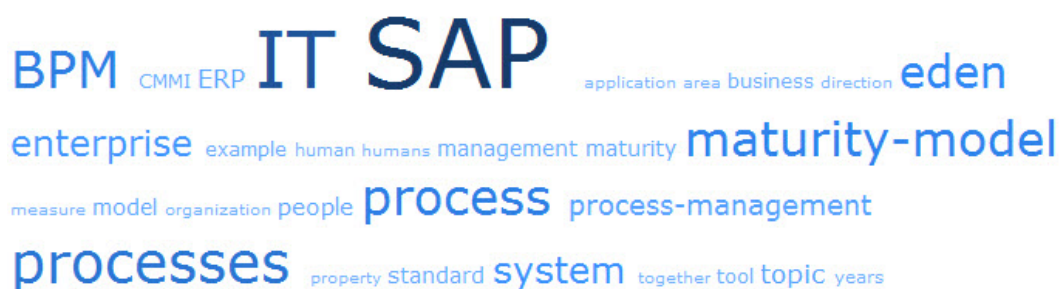 BPM CMMI ERP IT SAP application area business direction eden
enterprise example human humans management maturity maturity-model
measure model organization people process process-management
processes property standard system together tool topic years